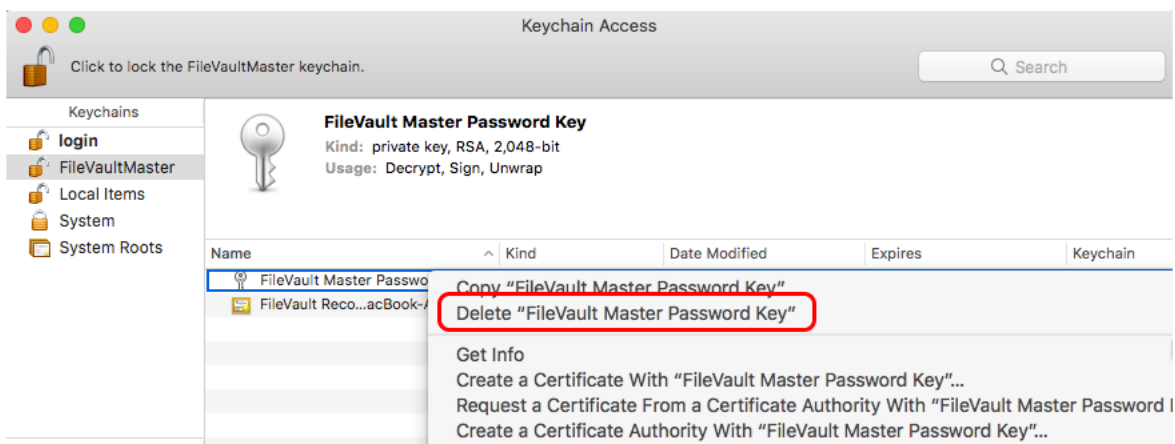 Keychain Access
Click to lock the FileVaultMaster keychain.
Search
Keychains
login
FileVaultMaster
Local Items
System
System Roots
FileVault Master Password Key
Kind: private key, RSA, 2,048-bit
Usage: Decrypt, Sign, Unwrap
Name Kind Date Modified Expires Keychain
FileVault Master Passwo
FileVault Reco...acBook-A
Copy “FileVault Master Password Key”
Delete “FileVault Master Password Key”
Get Info
Create a Certificate With “FileVault Master Password Key”...
Request a Certificate From a Certificate Authority With “FileVault Master Password
Create a Certificate Authority With “FileVault Master Password Key”...